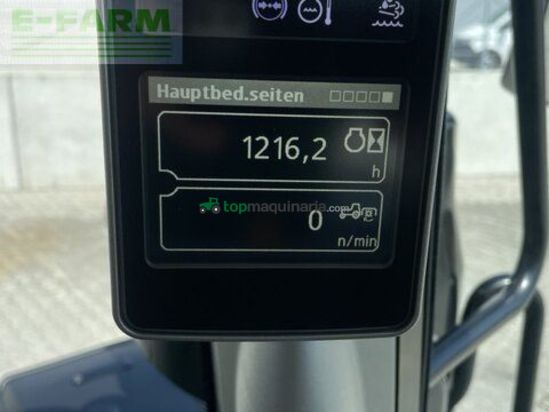 E-FARM
Hauptbed.seiten
1216,2
h
topmaquinaria.com
0
n/min